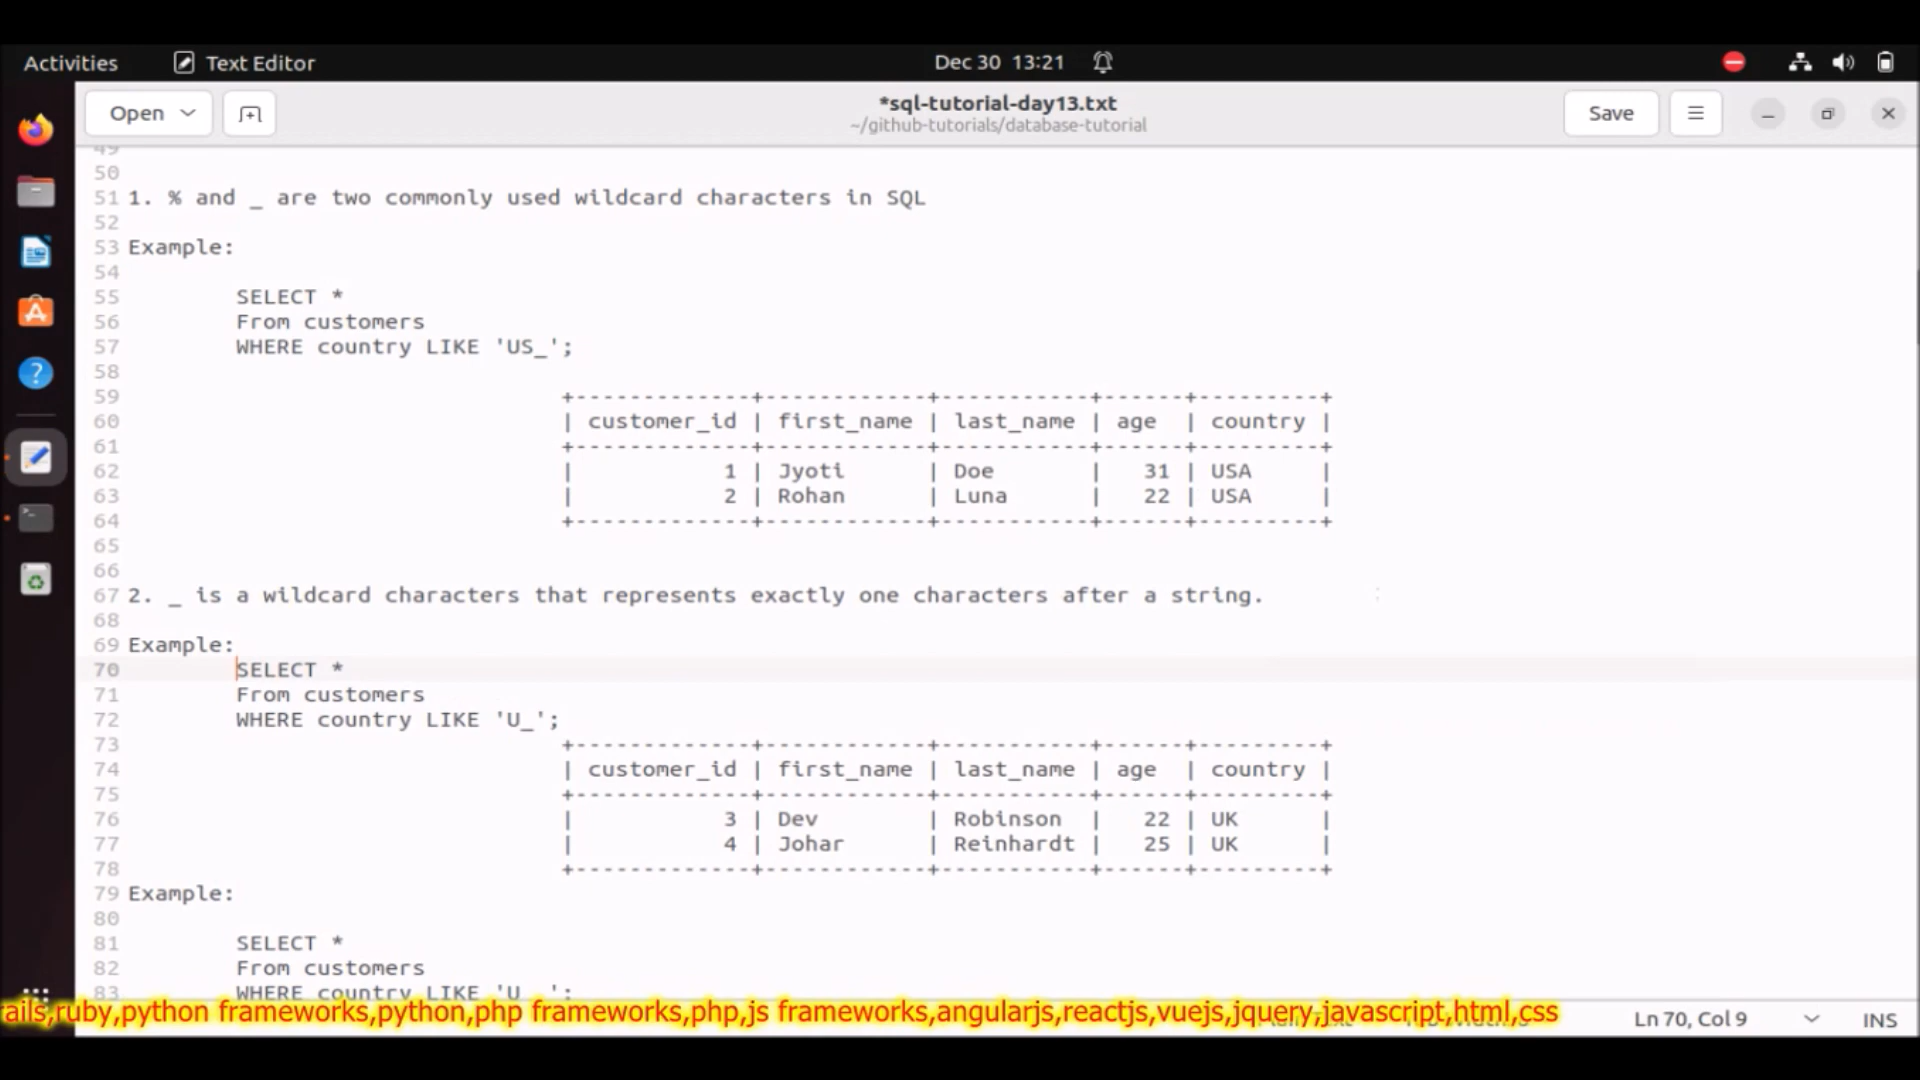 Activities Text Editor Dec 30 13:21
Open *sql-tutorial-day13.txt Save
~/github-tutorials/database-tutorial
49
50
51 1. % and _ are two commonly used wildcard characters in SQL
52
53 Example:
54
55 SELECT *
56 From customers
57 WHERE country LIKE 'US_';
58
59 +-------------+------------+-----------+------+---------+
60 | customer_id | first_name | last_name | age | country |
61 +-------------+------------+-----------+------+---------+
62 | 1 | Jyoti | Doe | 31 | USA |
63 | 2 | Rohan | Luna | 22 | USA |
64 +-------------+------------+-----------+------+---------+
65
66
67 2. _ is a wildcard characters that represents exactly one characters after a string.
68
69 Example:
70 SELECT *
71 From customers
72 WHERE country LIKE 'U_';
73 +-------------+------------+-----------+------+---------+
74 | customer_id | first_name | last_name | age | country |
75 +-------------+------------+-----------+------+---------+
76 | 3 | Dev | Robinson | 22 | UK |
77 | 4 | Johar | Reinhardt | 25 | UK |
78 +-------------+------------+-----------+------+---------+
79 Example:
80
81 SELECT *
82 From customers
83 WHERE country LIKE 'U__';
ails,ruby,python frameworks,python,php frameworks,php,js frameworks,angularjs,reactjs,vuejs,jquery,javascript,html,css
Ln 70, Col 9 INS